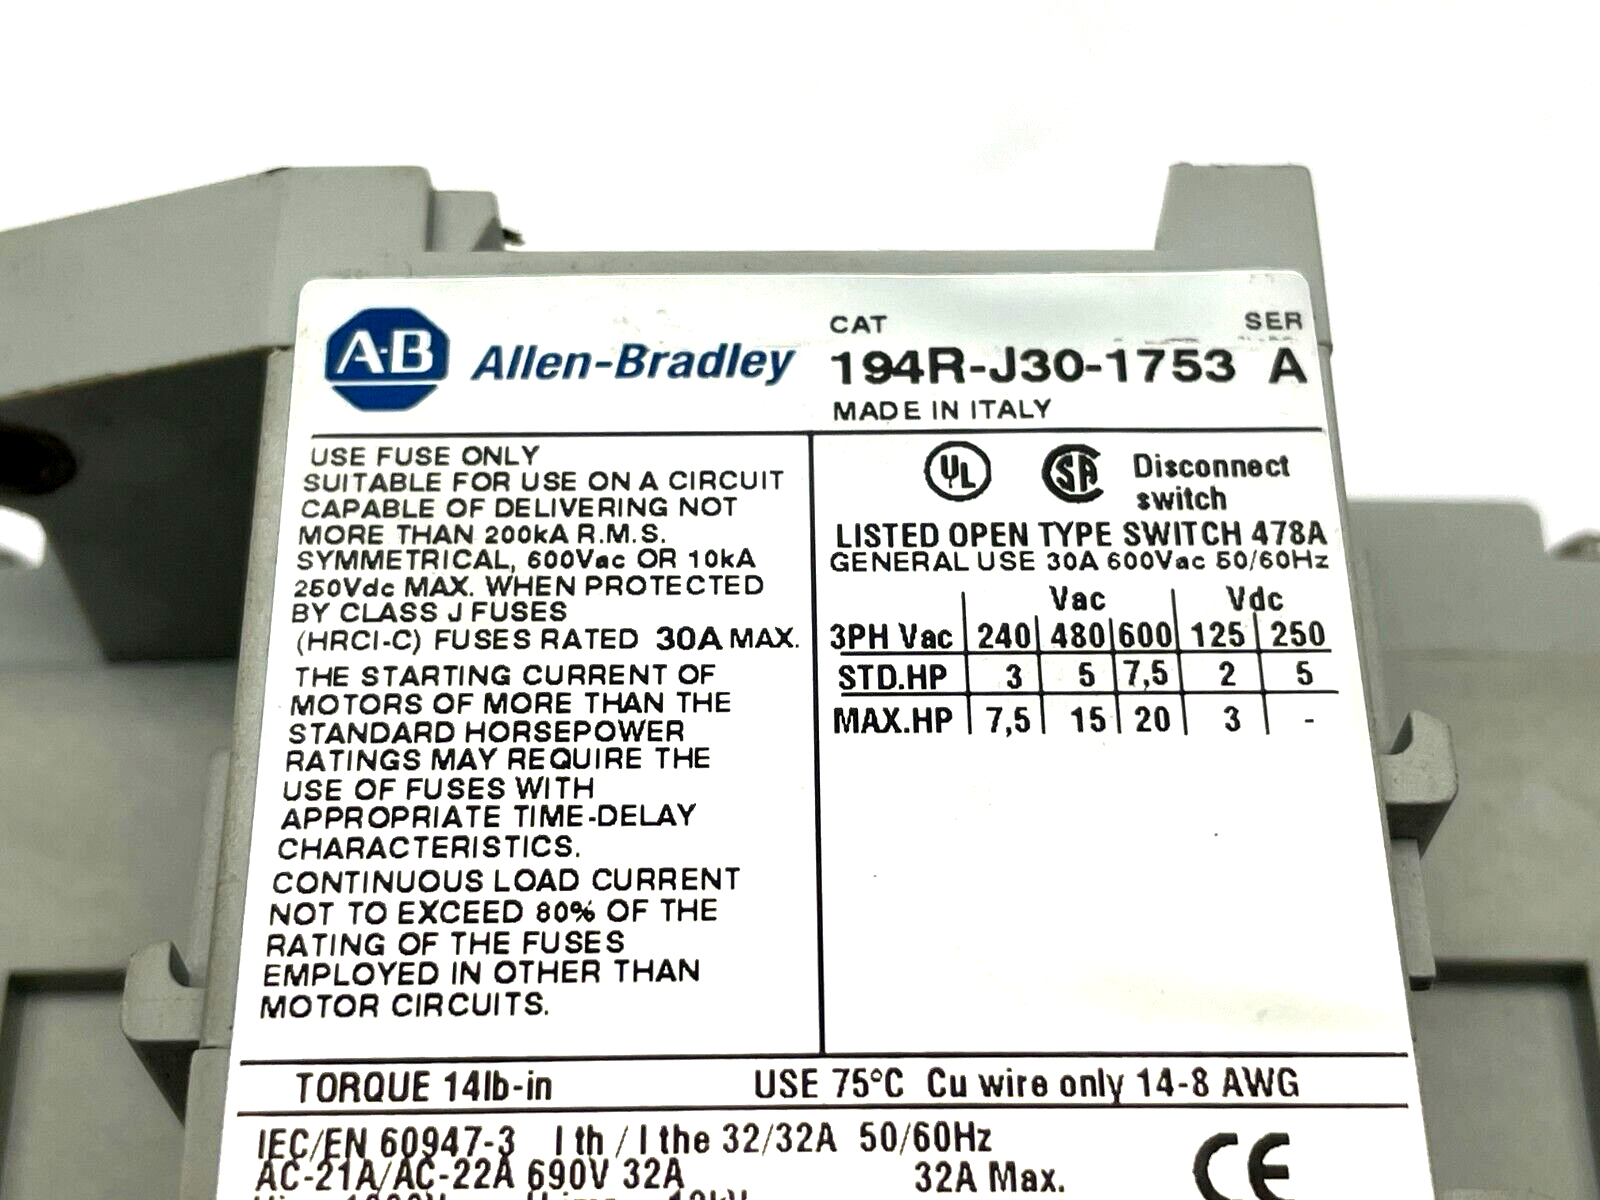 A-B Allen-Bradley
CAT SER
194R-J30-1753 A
MADE IN ITALY
USE FUSE ONLY
SUITABLE FOR USE ON A CIRCUIT
CAPABLE OF DELIVERING NOT
MORE THAN 200kA R.M.S.
SYMMETRICAL, 600Vac OR 10kA
250Vdc MAX. WHEN PROTECTED
BY CLASS J FUSES
(HRCI-C) FUSES RATED 30A MAX.
THE STARTING CURRENT OF
MOTORS OF MORE THAN THE
STANDARD HORSEPOWER
RATINGS MAY REQUIRE THE
USE OF FUSES WITH
APPROPRIATE TIME-DELAY
CHARACTERISTICS.
CONTINUOUS LOAD CURRENT
NOT TO EXCEED 80% OF THE
RATING OF THE FUSES
EMPLOYED IN OTHER THAN
MOTOR CIRCUITS.
UL SA Disconnect
switch
LISTED OPEN TYPE SWITCH 478A
GENERAL USE 30A 600Vac 50/60Hz
Vac Vdc
3PH Vac 240 480 600 125 250
STD.HP 3 5 7,5 2 5
MAX.HP 7,5 15 20 3 -
TORQUE 14lb-in USE 75°C Cu wire only 14-8 AWG
IEC/EN 60947-3 I th / I the 32/32A 50/60Hz
AC-21A/AC-22A 690V 32A 32A Max.
CE